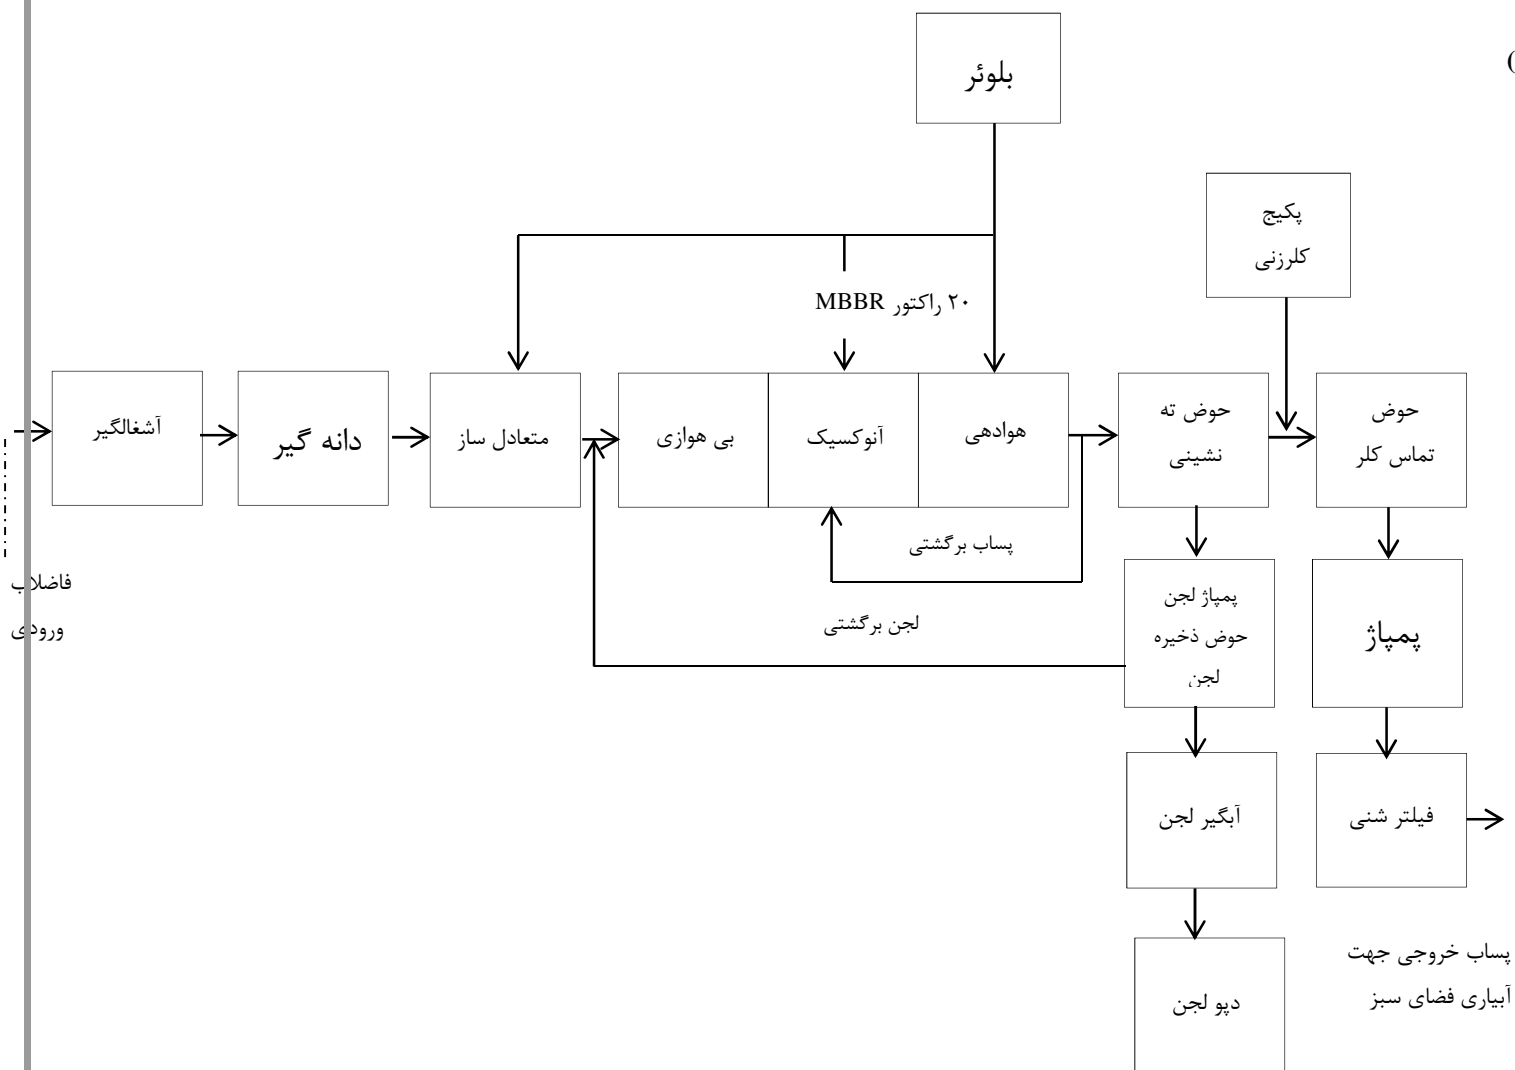 )
بلوئر
پکیج
کلرزنی
۲۰ راکتور MBBR
آشغالگیر
دانه گیر
متعادل ساز
بی هوازی
آنوکسیک
هوادهی
حوض ته
نشینی
حوض
تماس کلر
پساب برگشتی
فاضلاب
ورودی
لجن برگشتی
پمپاژ لجن
حوض ذخیره
لجن
پمپاژ
آبگیر لجن
فیلتر شنی
پساب خروجی جهت
آبیاری فضای سبز
دپو لجن